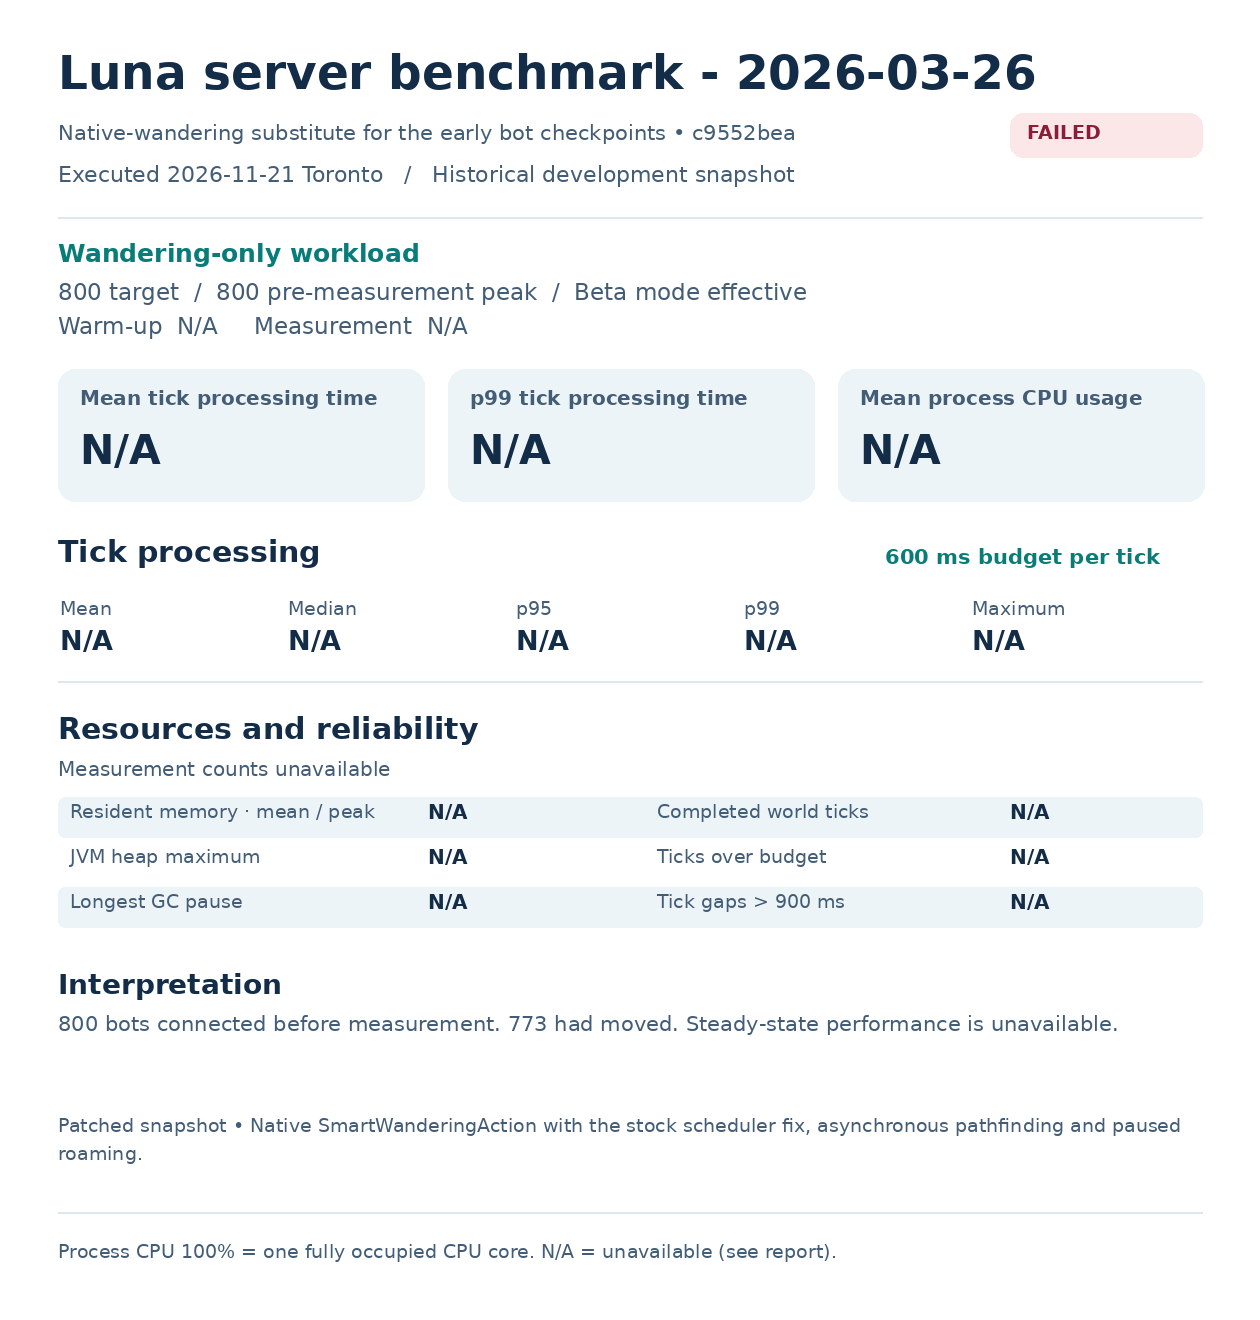 Luna server benchmark - 2026-03-26
Native-wandering substitute for the early bot checkpoints • c9552bea
FAILED
Executed 2026-11-21 Toronto / Historical development snapshot
Wandering-only workload
800 target / 800 pre-measurement peak / Beta mode effective
Warm-up N/A Measurement N/A
Mean tick processing time
N/A
p99 tick processing time
N/A
Mean process CPU usage
N/A
Tick processing
600 ms budget per tick
Mean Median p95 p99 Maximum
N/A N/A N/A N/A N/A
Resources and reliability
Measurement counts unavailable
Resident memory · mean / peak N/A Completed world ticks N/A
JVM heap maximum N/A Ticks over budget N/A
Longest GC pause N/A Tick gaps > 900 ms N/A
Interpretation
800 bots connected before measurement. 773 had moved. Steady-state performance is unavailable.
Patched snapshot • Native SmartWanderingAction with the stock scheduler fix, asynchronous pathfinding and paused
roaming.
Process CPU 100% = one fully occupied CPU core. N/A = unavailable (see report).